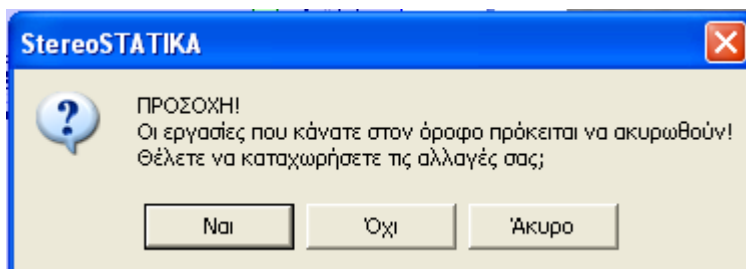 StereoSTATIKA
ΠΡΟΣΟΧΗ!
Οι εργασίες που κάνατε στον όροφο πρόκειται να ακυρωθούν!
Θέλετε να καταχωρήσετε τις αλλαγές σας;
Ναι
Όχι
Άκυρο